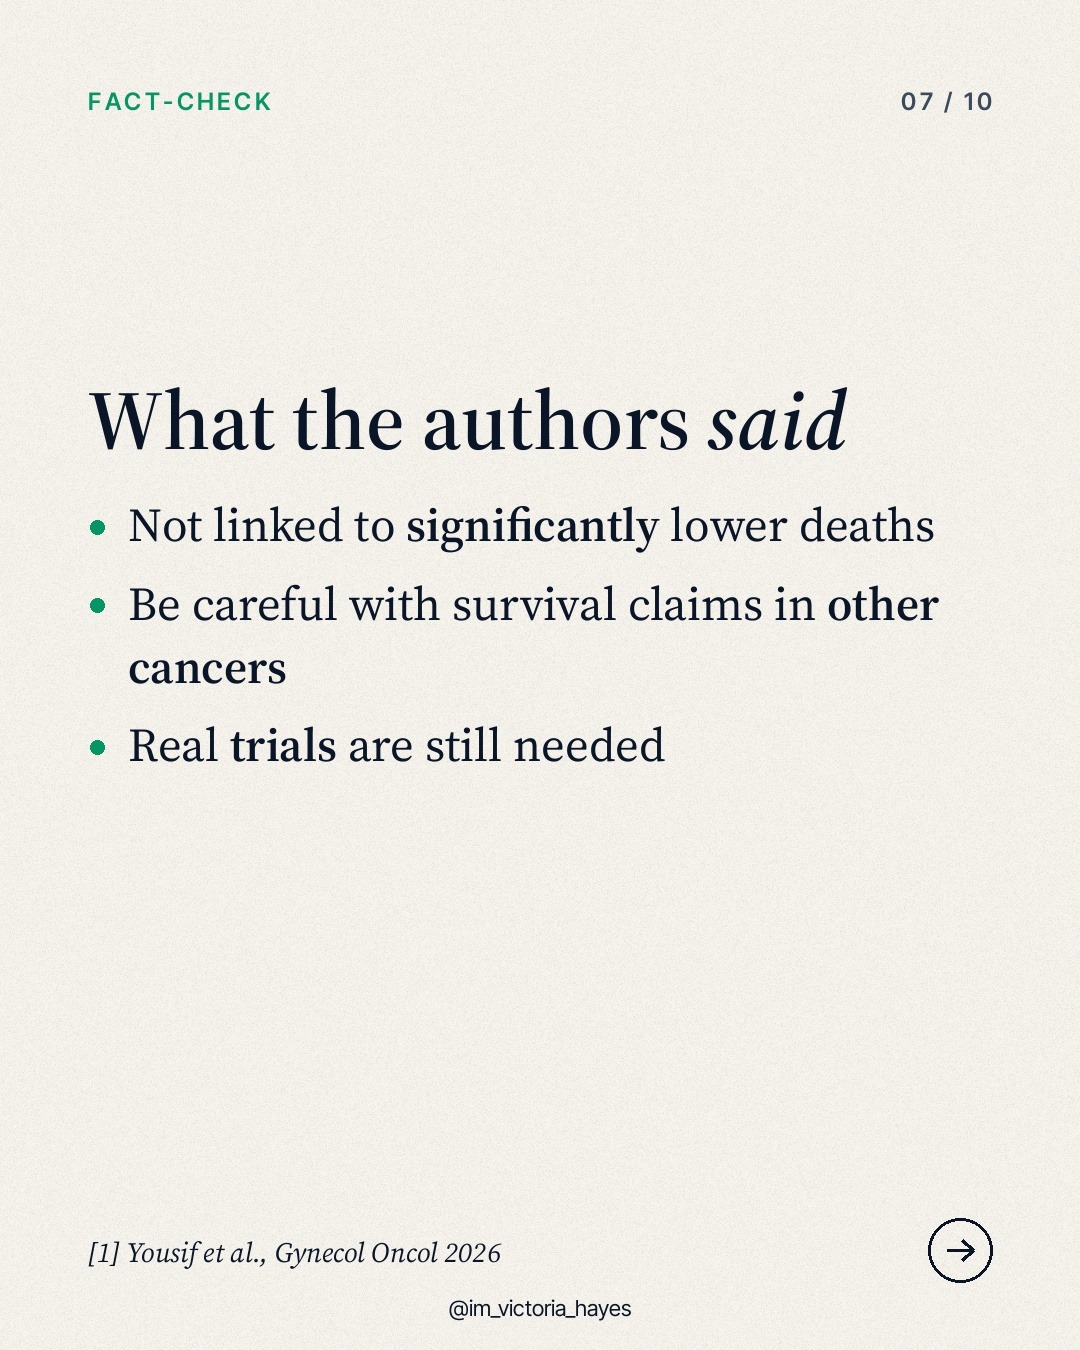 FACT-CHECK
07 / 10
What the authors said
Not linked to significantly lower deaths
Be careful with survival claims in other
cancers
Real trials are still needed
[1] Yousif et al., Gynecol Oncol 2026
@im_victoria_hayes